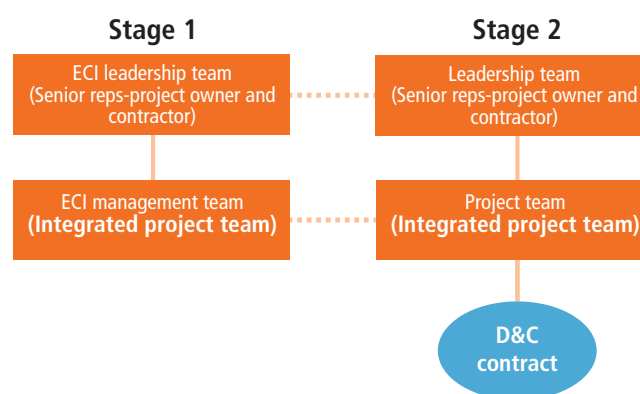 Stage 1
Stage 2
ECI leadership team
(Senior reps-project owner and
contractor)
Leadership team
(Senior reps-project owner and
contractor)
ECI management team
(Integrated project team)
Project team
(Integrated project team)
D&C
contract